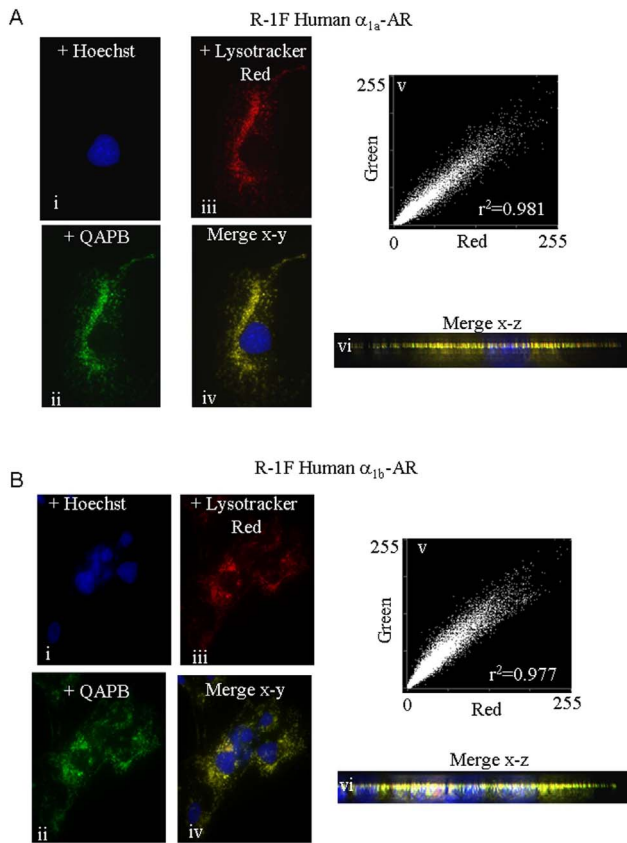 A
R-1F Human α1a-AR
+ Hoechst
i
+ Lysotracker
Red
iii
+ QAPB
ii
Merge x-y
iv
255
v
Green
r²=0.981
0
Red
255
Merge x-z
vi
B
R-1F Human α1b-AR
+ Hoechst
i
+ Lysotracker
Red
iii
+ QAPB
ii
Merge x-y
iv
255
v
Green
r²=0.977
0
Red
255
Merge x-z
vi